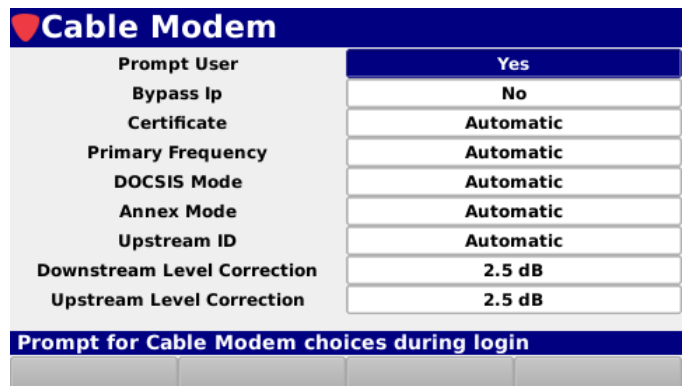 Cable Modem
Prompt User Yes
Bypass Ip No
Certificate Automatic
Primary Frequency Automatic
DOCSIS Mode Automatic
Annex Mode Automatic
Upstream ID Automatic
Downstream Level Correction 2.5 dB
Upstream Level Correction 2.5 dB
Prompt for Cable Modem choices during login